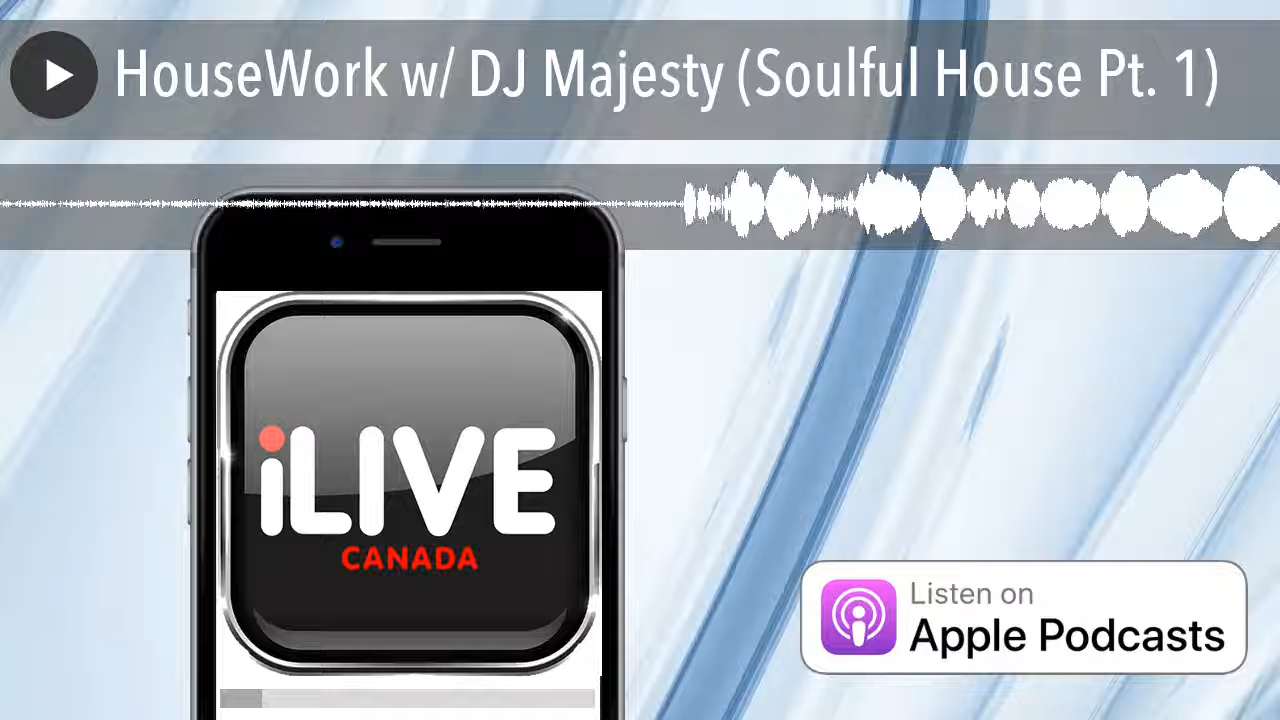 HouseWork w/ DJ Majesty (Soulful House Pt. 1)
iLIVE
CANADA
Listen on
Apple Podcasts